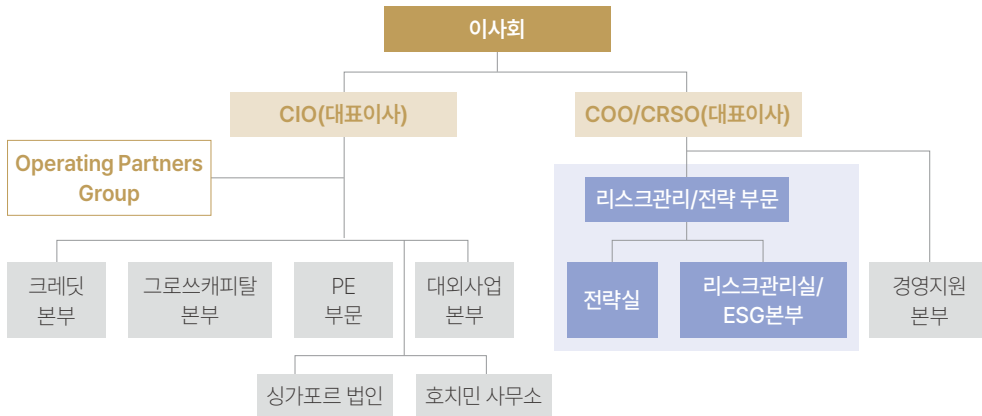 이사회
CIO(대표이사)
COO/CRSO(대표이사)
Operating Partners
Group
리스크관리/전략 부문
크레딧
본부
그로쓰캐피탈
본부
PE
부문
대외사업
본부
전략실
리스크관리실/
ESG본부
경영지원
본부
싱가포르 법인
호치민 사무소